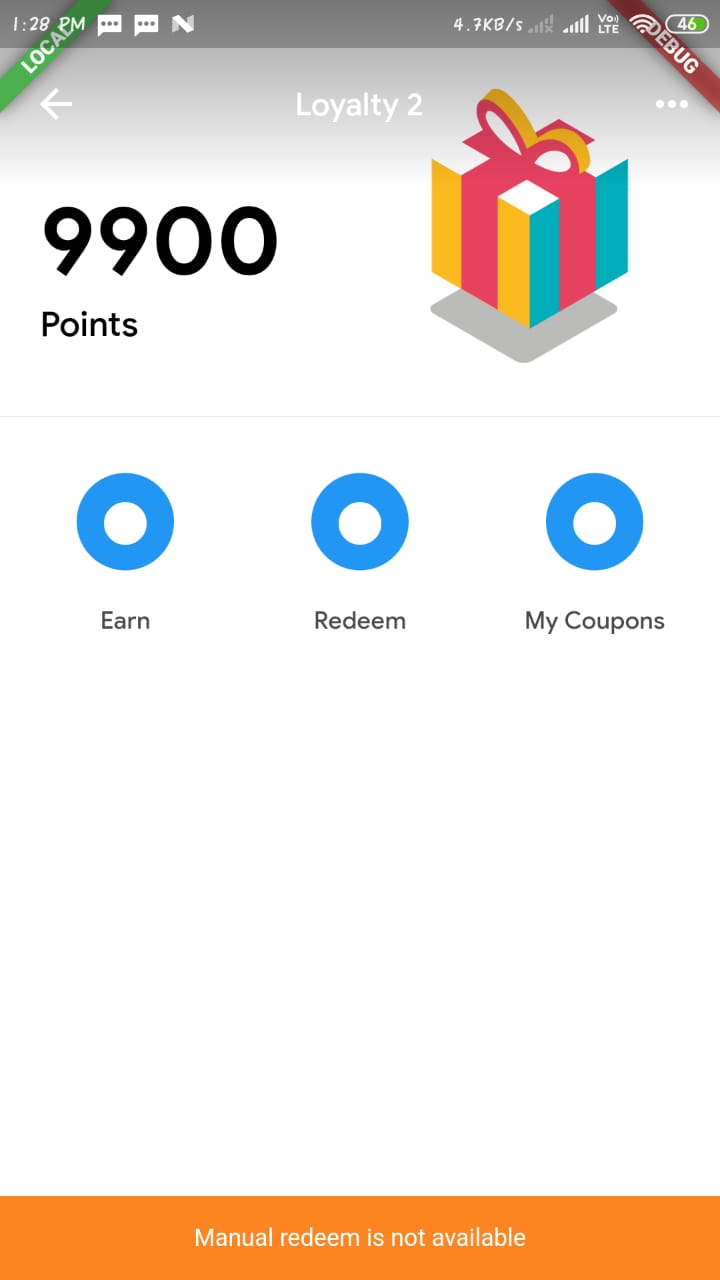 1:28 PM
4.7KB/s
Vo)
LTE
46
LOCAL
DEBUG
Loyalty 2
9900
Points
Earn
Redeem
My Coupons
Manual redeem is not available